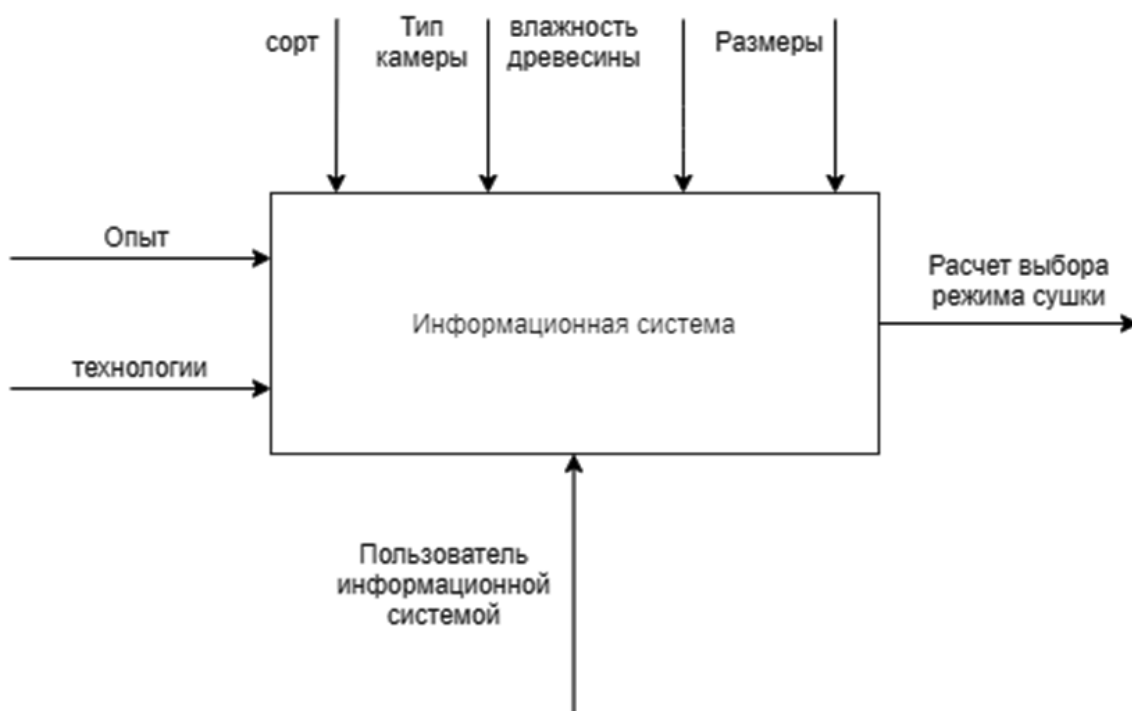 сорт
Тип
камеры
влажность
древесины
Размеры
Опыт
технологии
Информационная система
Расчет выбора
режима сушки
Пользователь
информационной
системой